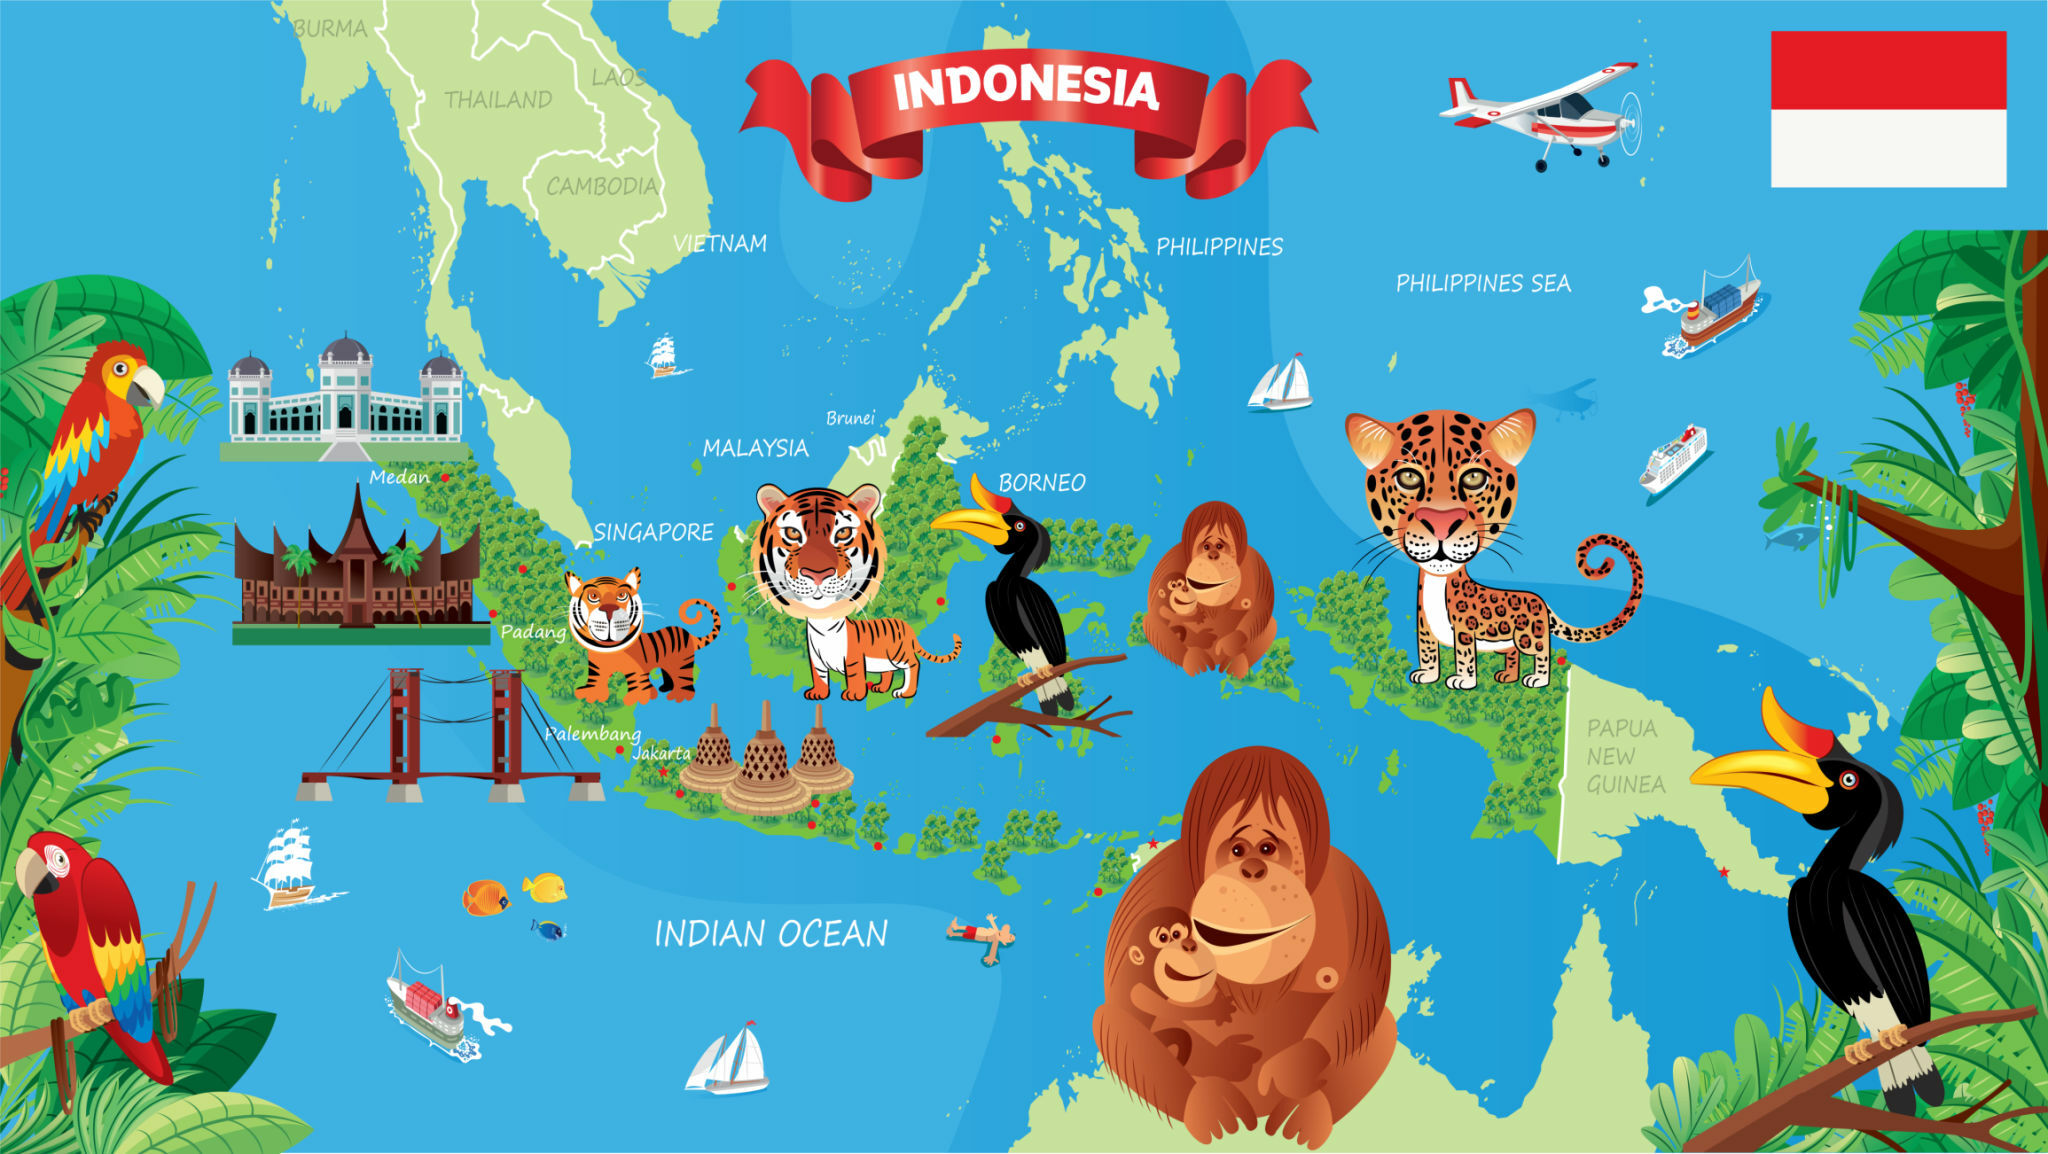 BURMA
LAOS
THAILAND
CAMBODIA
INDONESIA
VIETNAM
PHILIPPINES
PHILIPPINES SEA
Brunei
MALAYSIA
Medan
BORNEO
SINGAPORE
Padang
Palembang
Jakarta
PAPUA
NEW
GUINEA
INDIAN OCEAN